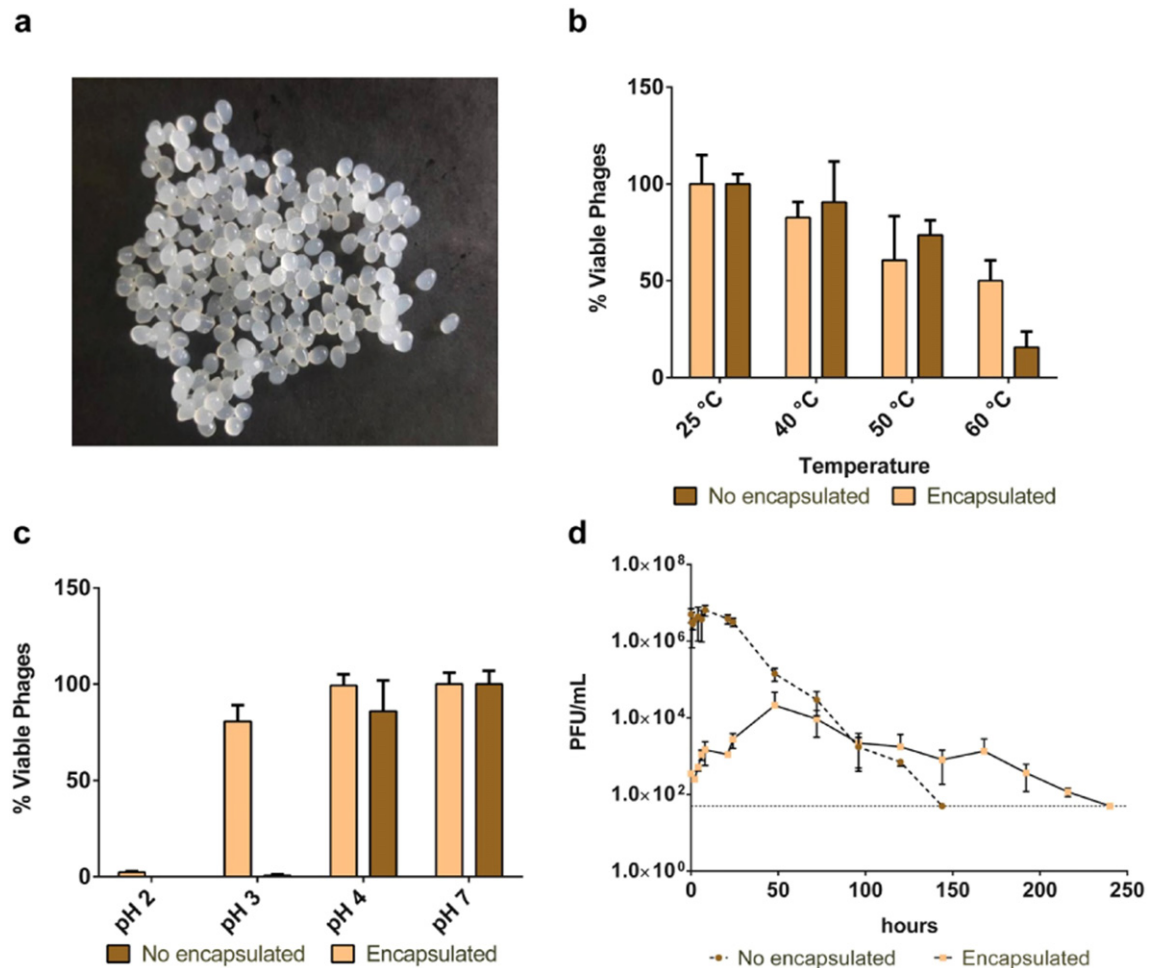 a
b
150
100
50
0
% Viable Phages
25 °C
40 °C
50 °C
60 °C
Temperature
No encapsulated
Encapsulated
c
150
100
50
0
% Viable Phages
pH 2
pH 3
pH 4
pH 7
No encapsulated
Encapsulated
d
1.0×10⁸
1.0×10⁶
1.0×10⁴
1.0×10²
1.0×10⁰
PFU/mL
0 50 100 150 200 250
hours
No encapsulated
Encapsulated